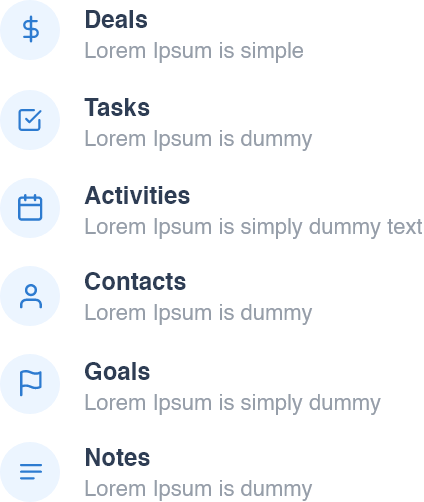 Deals
Lorem Ipsum is simple
Tasks
Lorem Ipsum is dummy
Activities
Lorem Ipsum is simply dummy text
Contacts
Lorem Ipsum is dummy
Goals
Lorem Ipsum is simply dummy
Notes
Lorem Ipsum is dummy